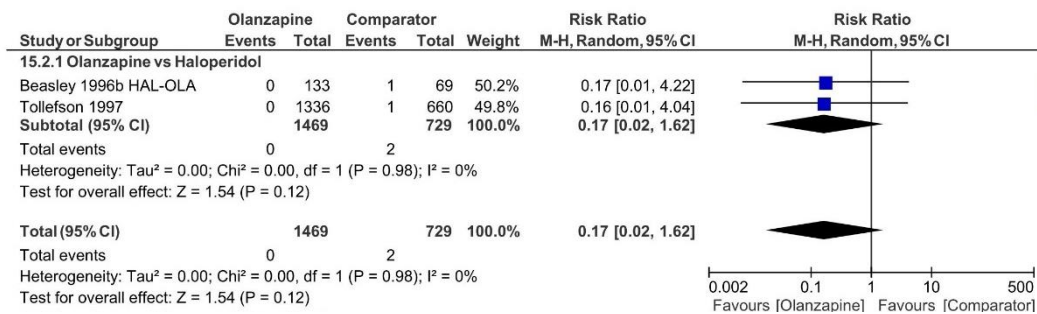 Olanzapine Comparator Risk Ratio Risk Ratio
Study or Subgroup Events Total Events Total Weight M-H, Random, 95% CI M-H, Random, 95% CI
15.2.1 Olanzapine vs Haloperidol
Beasley 1996b HAL-OLA 0 133 1 69 50.2% 0.17 [0.01, 4.22]
Tollefson 1997 0 1336 1 660 49.8% 0.16 [0.01, 4.04]
Subtotal (95% CI) 1469 729 100.0% 0.17 [0.02, 1.62]
Total events 0 2
Heterogeneity: Tau² = 0.00; Chi² = 0.00, df = 1 (P = 0.98); I² = 0%
Test for overall effect: Z = 1.54 (P = 0.12)
Total (95% CI) 1469 729 100.0% 0.17 [0.02, 1.62]
Total events 0 2
Heterogeneity: Tau² = 0.00; Chi² = 0.00, df = 1 (P = 0.98); I² = 0%
Test for overall effect: Z = 1.54 (P = 0.12)
0.002 0.1 1 10 500
Favours [Olanzapine] Favours [Comparator]